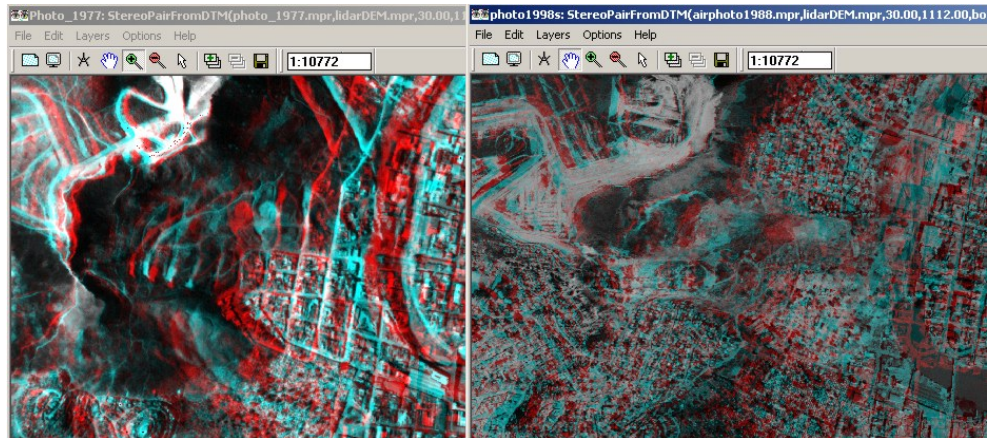 Photo_1977: StereoPairFromDTM(photo_1977.mpr,lidarDEM.mpr,30.00,11
File Edit Layers Options Help
1:10772
photo1998s: StereoPairFromDTM(airphoto1988.mpr,lidarDEM.mpr,30.00,1112.00,bo
File Edit Layers Options Help
1:10772